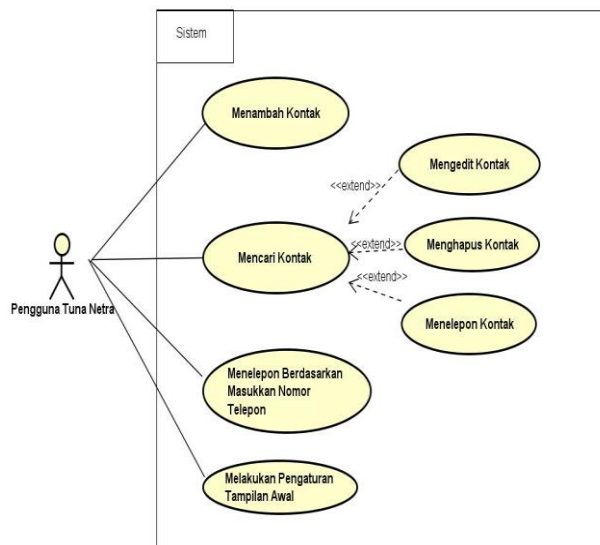 Sistem
Menambah Kontak
Mengedit Kontak
<<extend>>
Mencari Kontak
<<extend>>
Menghapus Kontak
<<extend>>
Menelepon Kontak
Pengguna Tuna Netra
Menelepon Berdasarkan
Masukkan Nomor
Telepon
Melakukan Pengaturan
Tampilan Awal